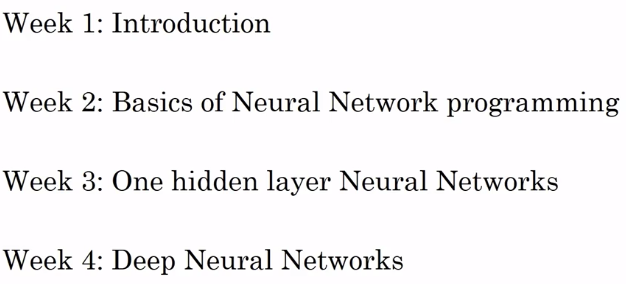 Week 1: Introduction
Week 2: Basics of Neural Network programming
Week 3: One hidden layer Neural Networks
Week 4: Deep Neural Networks